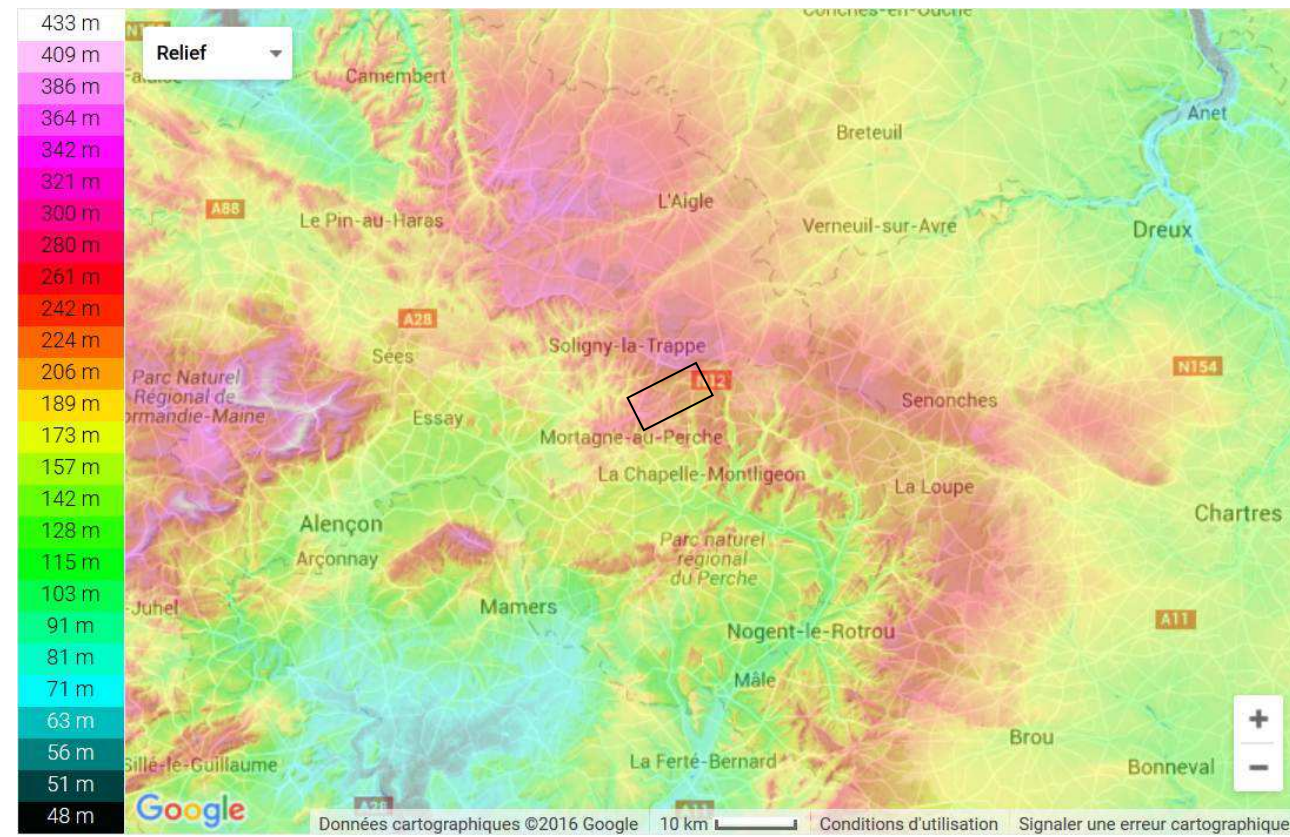 433 m
409 m
386 m
364 m
342 m
321 m
300 m
280 m
261 m
242 m
224 m
206 m
189 m
173 m
157 m
142 m
128 m
115 m
103 m
91 m
81 m
71 m
63 m
56 m
51 m
48 m
Relief
Conches-en-Ouche
Camembert
Anet
Breteuil
L'Aigle
A88
Le Pin-au-Haras
Verneuil-sur-Avre
Dreux
A28
Soligny-la-Trappe
Sées
N154
Parc Naturel
Régional de
ormandie-Maine
Senonches
Essay
Mortagne-au-Perche
La Chapelle-Montligeon
La Loupe
Chartres
Alençon
Arçonnay
Parc naturel
régional
du Perche
-Juhel
Mamers
A11
Nogent-le-Rotrou
Mâle
+
Brou
Sillé-le-Guillaume
La Ferté-Bernard
Bonneval
−
Google
A28
A11
Données cartographiques ©2016 Google
10 km
Conditions d'utilisation
Signaler une erreur cartographique